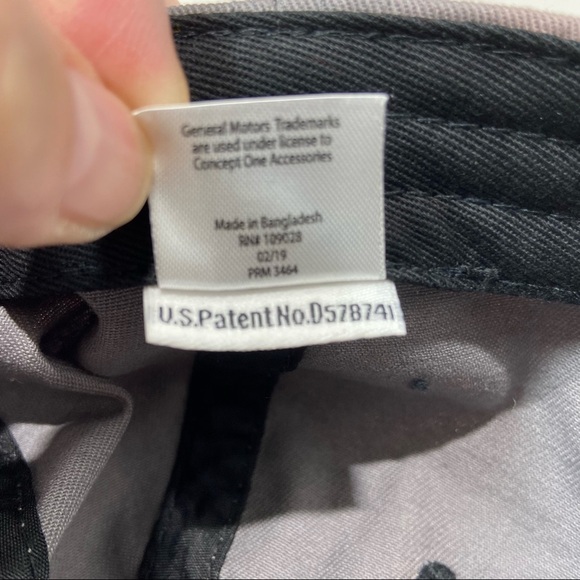 General Motors Trademarks
are used under license to
Concept One Accessories
Made in Bangladesh
RN# 109028
02/19
PRM 3464
U.S.Patent No.D578741